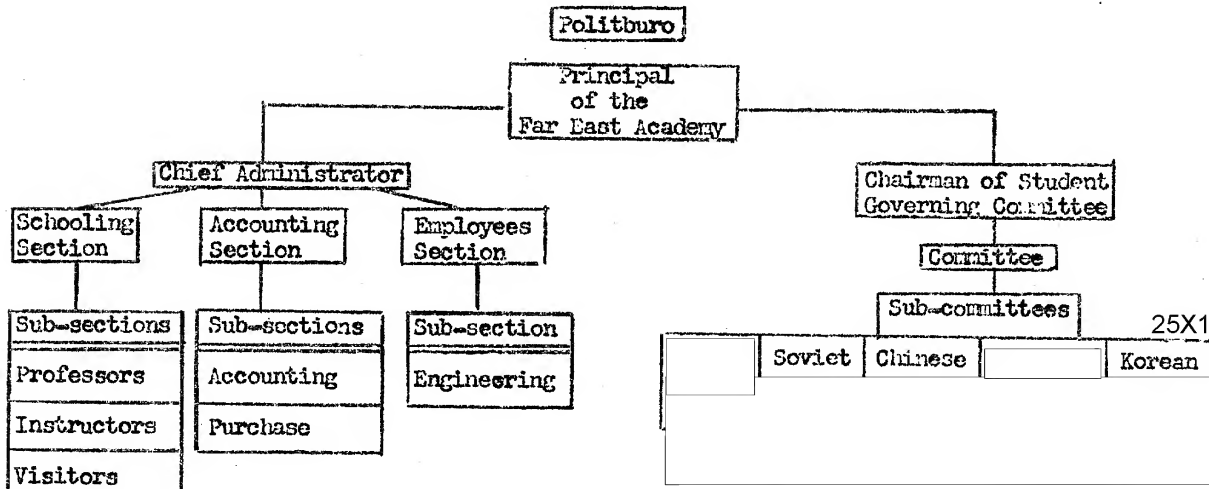 Politburo
Principal
of the
Far East Academy
Chief Administrator
Chairman of Student
Governing Committee
Schooling
Section
Accounting
Section
Employees
Section
Committee
Sub-sections
Professors
Instructors
Visitors
Sub-sections
Accounting
Purchase
Sub-section
Engineering
Sub-committees
25X1
Soviet
Chinese
Korean